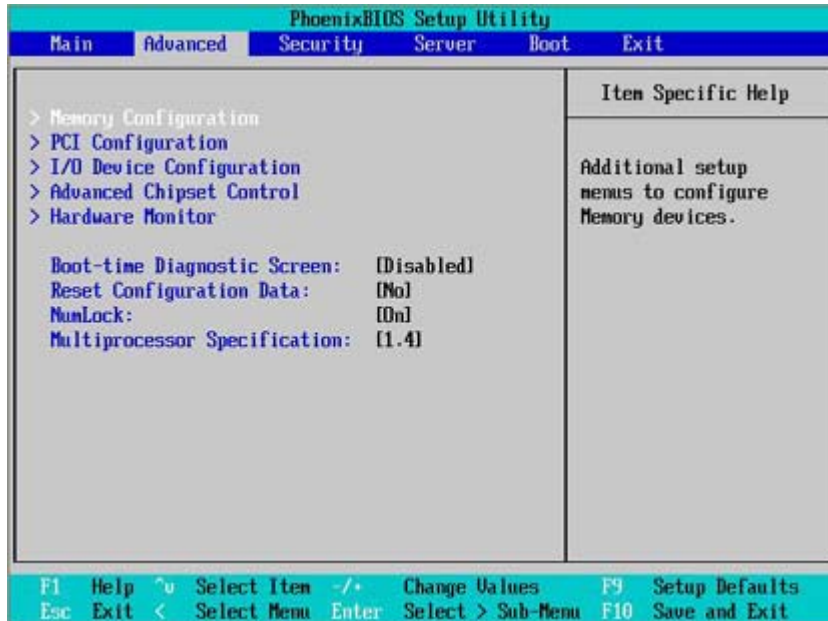 PhoenixBIOS Setup Utility
Main Advanced Security Server Boot Exit
Item Specific Help
> Memory Configuration
> PCI Configuration
> I/O Device Configuration
> Advanced Chipset Control
> Hardware Monitor
Additional setup
menus to configure
Memory devices.
Boot-time Diagnostic Screen: [Disabled]
Reset Configuration Data: [No]
NumLock: [On]
Multiprocessor Specification: [1.4]
F1 Help ^v Select Item -/+ Change Values F9 Setup Defaults
Esc Exit < Select Menu Enter Select > Sub-Menu F10 Save and Exit